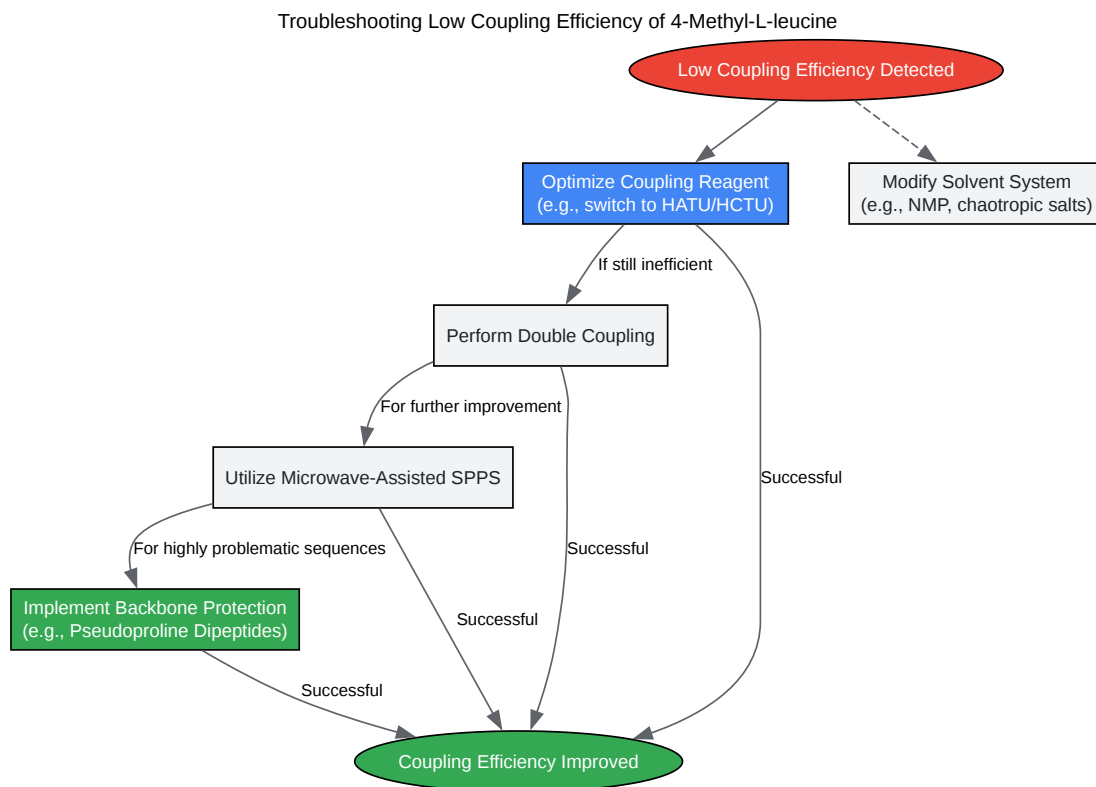 Troubleshooting Low Coupling Efficiency of 4-Methyl-L-leucine
Low Coupling Efficiency Detected
Optimize Coupling Reagent
(e.g., switch to HATU/HCTU)
Modify Solvent System
(e.g., NMP, chaotropic salts)
If still inefficient
Perform Double Coupling
For further improvement
Utilize Microwave-Assisted SPPS
Successful
For highly problematic sequences
Successful
Implement Backbone Protection
(e.g., Pseudoproline Dipeptides)
Successful
Successful
Coupling Efficiency Improved